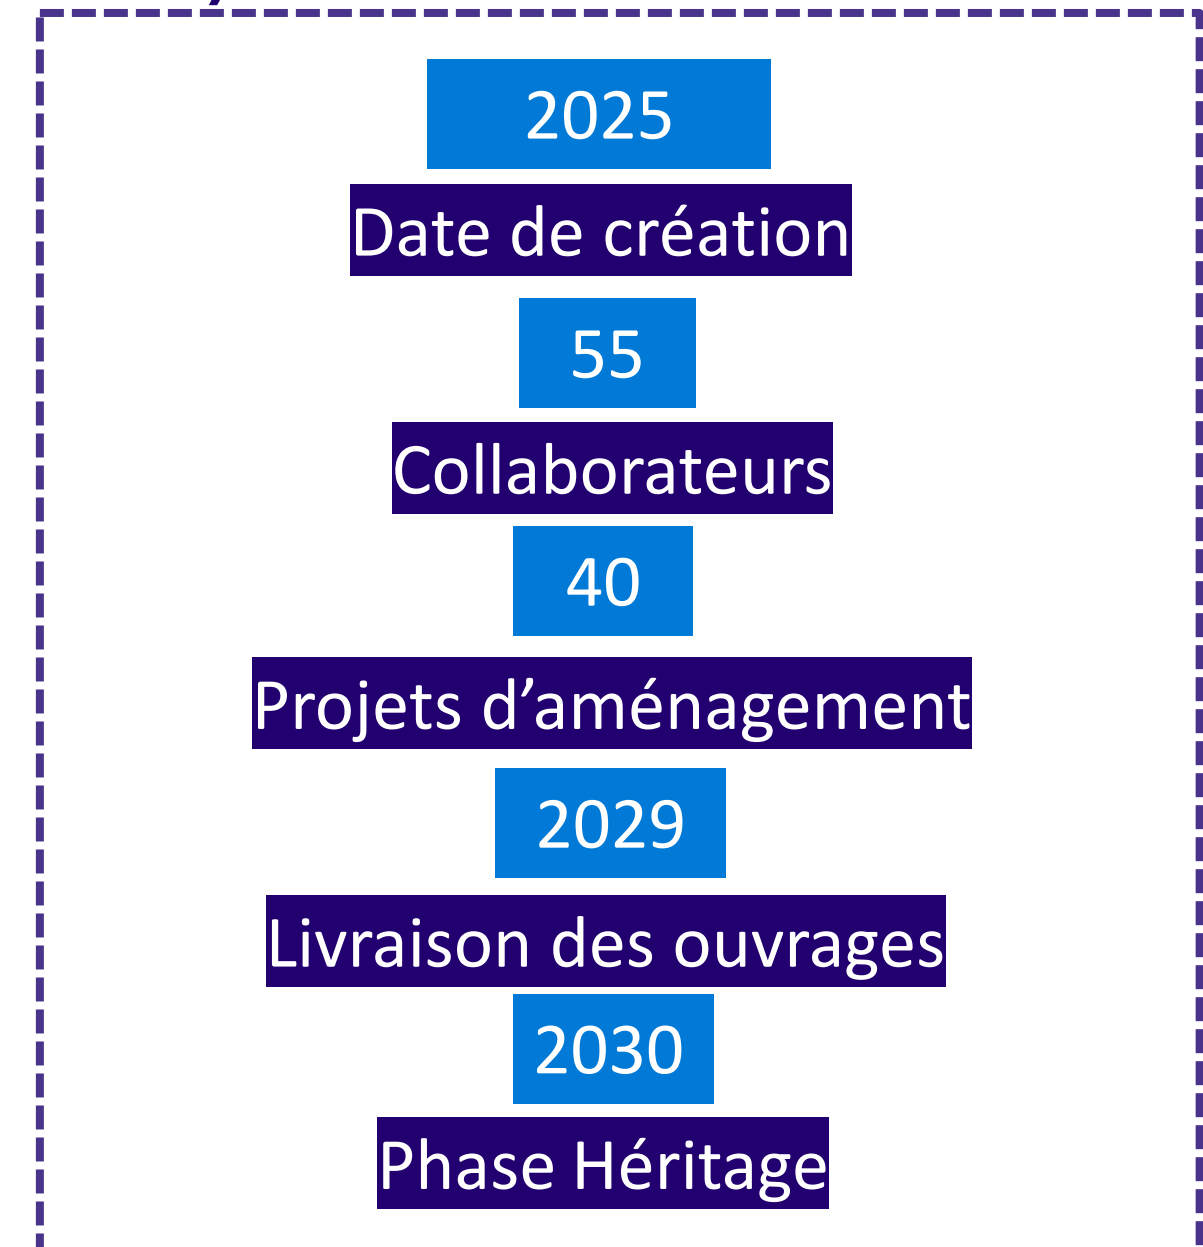 2025
Date de création
55
Collaborateurs
40
Projets d’aménagement
2029
Livraison des ouvrages
2030
Phase Héritage